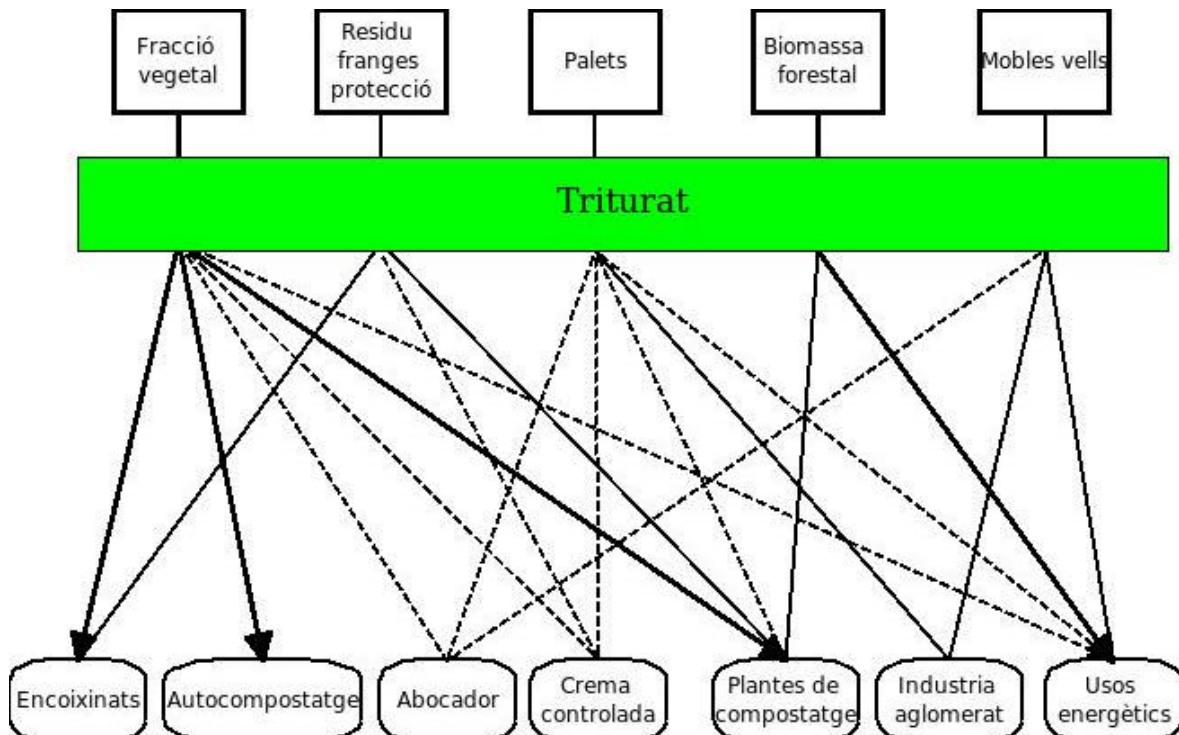 Fracció
vegetal
Residu
franges
protecció
Palets
Biomassa
forestal
Mobles vells
Triturat
Encoixinats
Autocompostatge
Abocador
Crema
controlada
Plantes de
compostatge
Industria
aglomerat
Usos
energètics